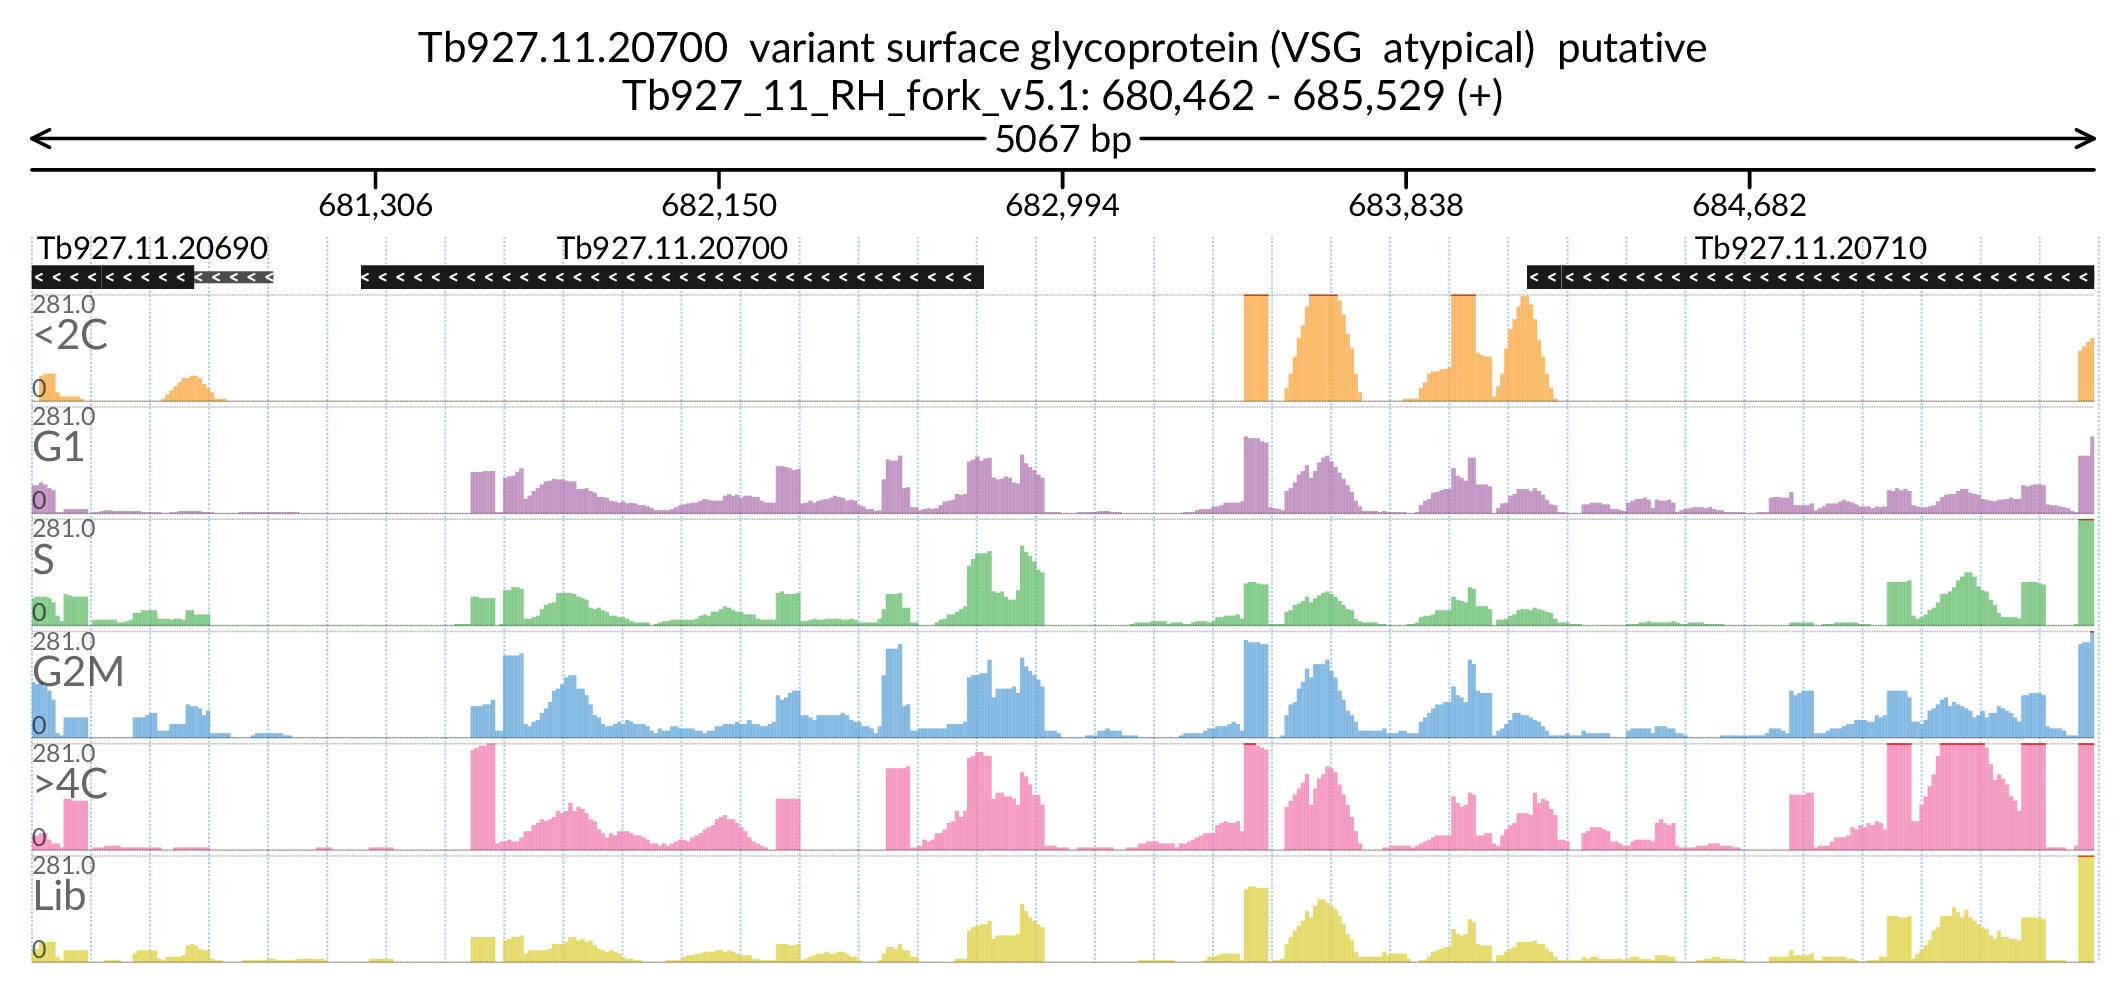 Tb927.11.20700 variant surface glycoprotein (VSG atypical) putative
Tb927_11_RH_fork_v5.1: 680,462 - 685,529 (+)
5067 bp
681,306 682,150 682,994 683,838 684,682
Tb927.11.20690 Tb927.11.20700 Tb927.11.20710
281.0
<2C
0
281.0
G1
0
281.0
S
0
281.0
G2M
0
281.0
>4C
0
281.0
Lib
0